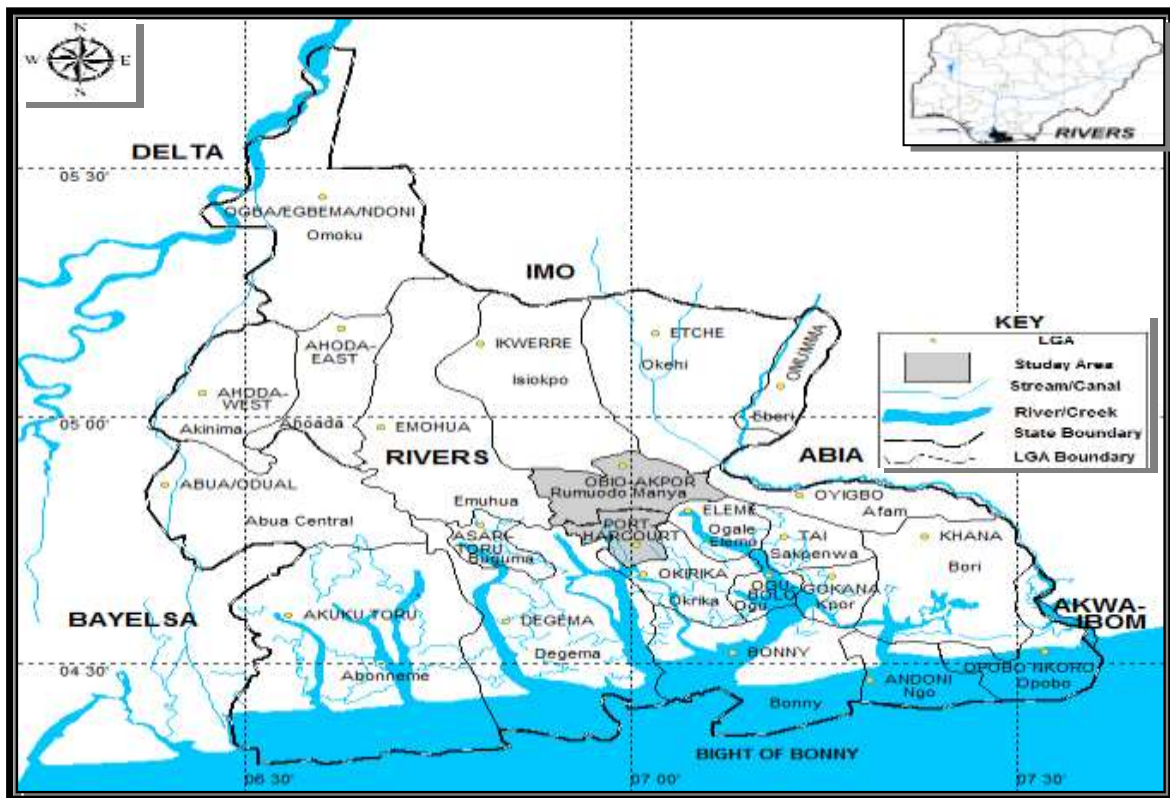 N
W
E
S
RIVERS
DELTA
05 30'
OGBA/EGBEMA/NDONI
Omoku
IMO
KEY
LGA
Studay Area
Stream/Canal
River/Creek
State Boundary
LGA Boundary
AHODA-
EAST
IKWERRE
Isiokpo
ETCHE
Okehi
OMUMMA
Eberi
AHODA-
WEST
Akinima
Ahoada
05 00'
EMOHUA
RIVERS
ABIA
ABUA/ODUAL
Abua Central
Emuhua
OBIO-AKPOR
Rumuodo Manya
OYIGBO
Afam
ASARI-
TORU
Buguma
PORT-
HARCOURT
ELEME
Ogale
TAI
Sakpenwa
KHANA
Bori
OKIRIKA
Okrika
OGU-
BOLO
Ogu
GOKANA
Kpor
BAYELSA
AKUKU-TORU
Abonneme
DEGEMA
Degema
BONNY
Bonny
AKWA-
IBOM
OPOBO-NKORO
Opobo
ANDONI
Ngo
04 30'
BIGHT OF BONNY
06 30'
07 00'
07 30'